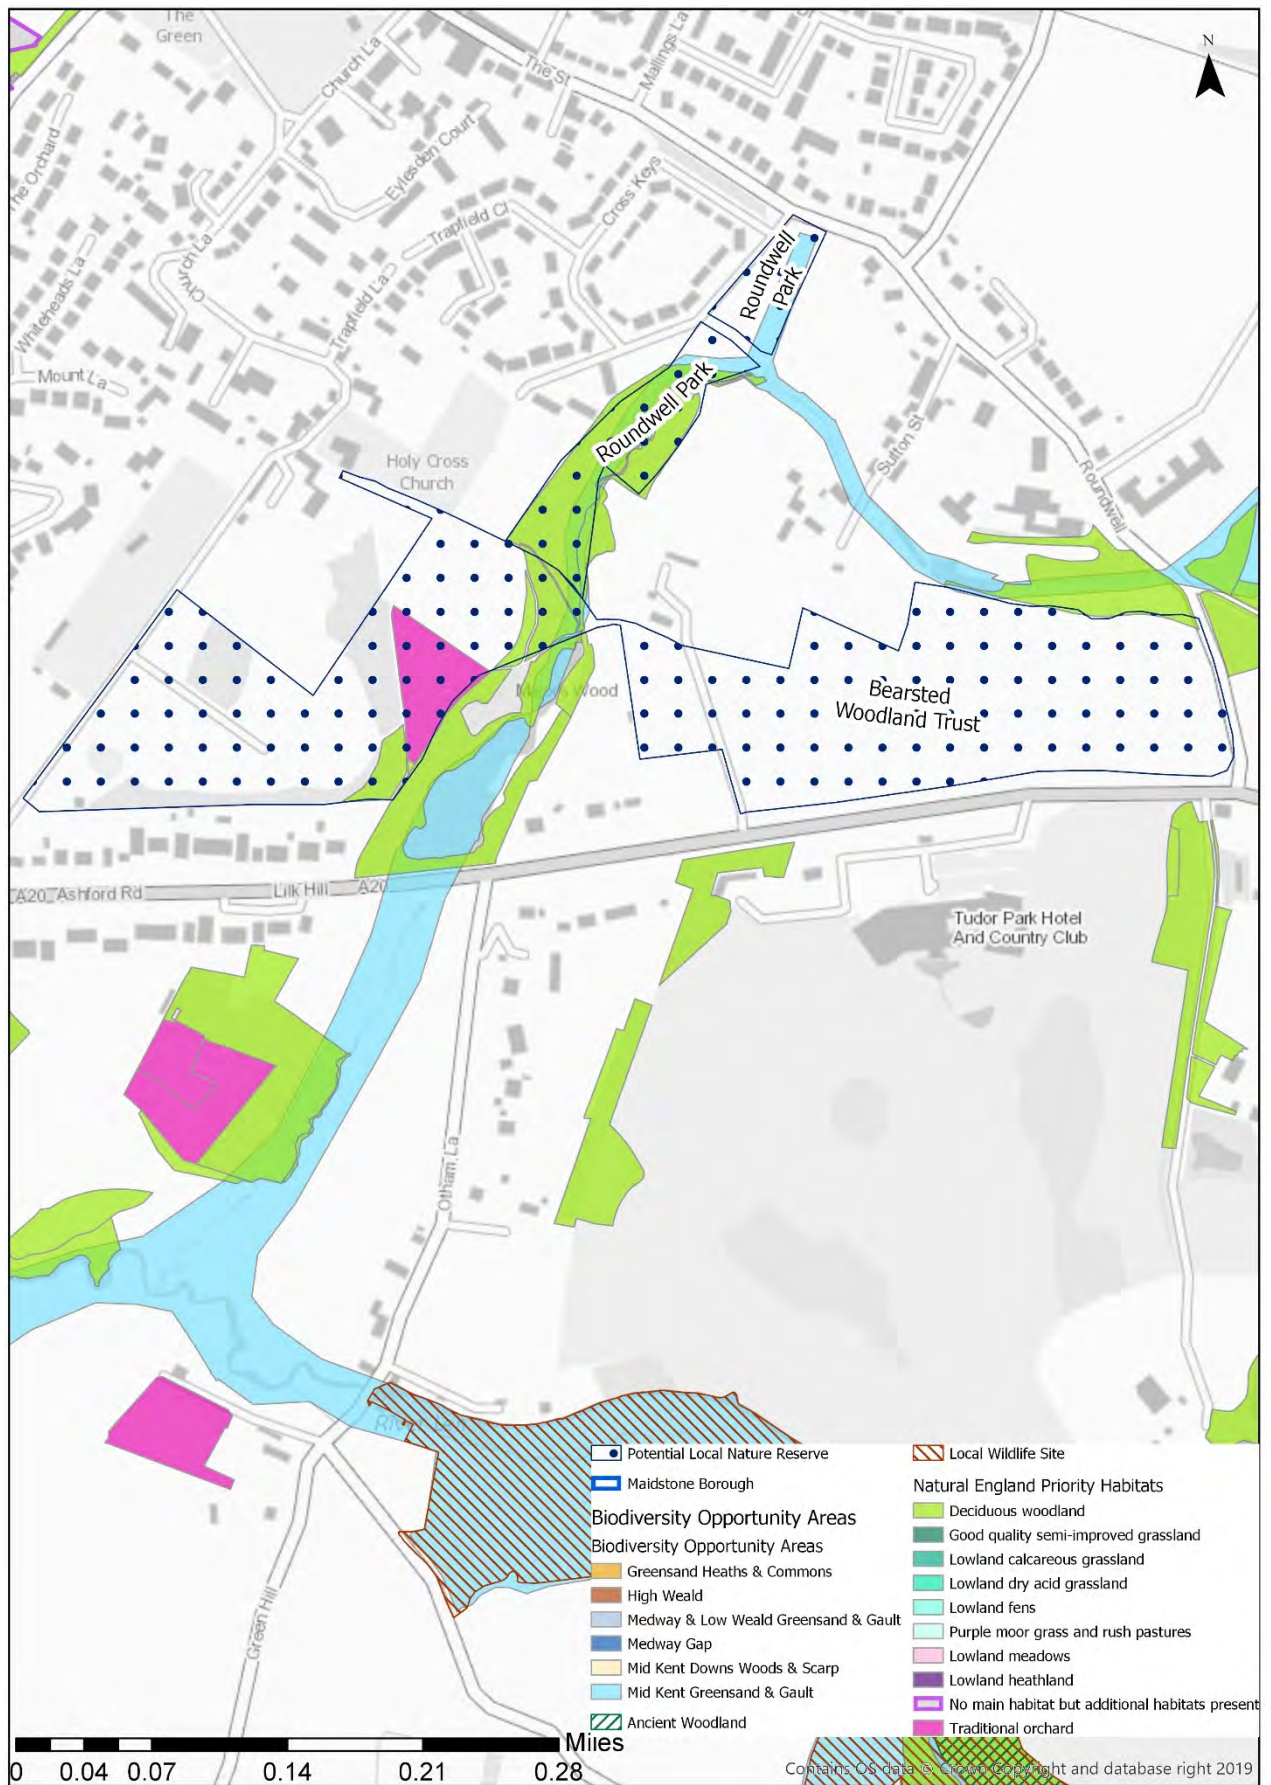 The
Green
N
Church La
The St
Mallings La
The Orchard
Eylesden Court
Cross Keys
Trapfield Cl
Church La
Whiteheads La
Trapfield La
Mount La
Roundwell
Park
Roundwell Park
Holy Cross
Church
Sutton St
Roundwell
Wood
Bearsted
Woodland Trust
A20 Ashford Rd
Lilk Hill
A20
Tudor Park Hotel
And Country Club
Otham La
Green Hill
Potential Local Nature Reserve
Maidstone Borough
Biodiversity Opportunity Areas
Biodiversity Opportunity Areas
Greensand Heaths & Commons
High Weald
Medway & Low Weald Greensand & Gault
Medway Gap
Mid Kent Downs Woods & Scarp
Mid Kent Greensand & Gault
Ancient Woodland
Local Wildlife Site
Natural England Priority Habitats
Deciduous woodland
Good quality semi-improved grassland
Lowland calcareous grassland
Lowland dry acid grassland
Lowland fens
Purple moor grass and rush pastures
Lowland meadows
Lowland heathland
No main habitat but additional habitats present
Traditional orchard
Miles
0 0.04 0.07 0.14 0.21 0.28
Contains OS data © Crown Copyright and database right 2019